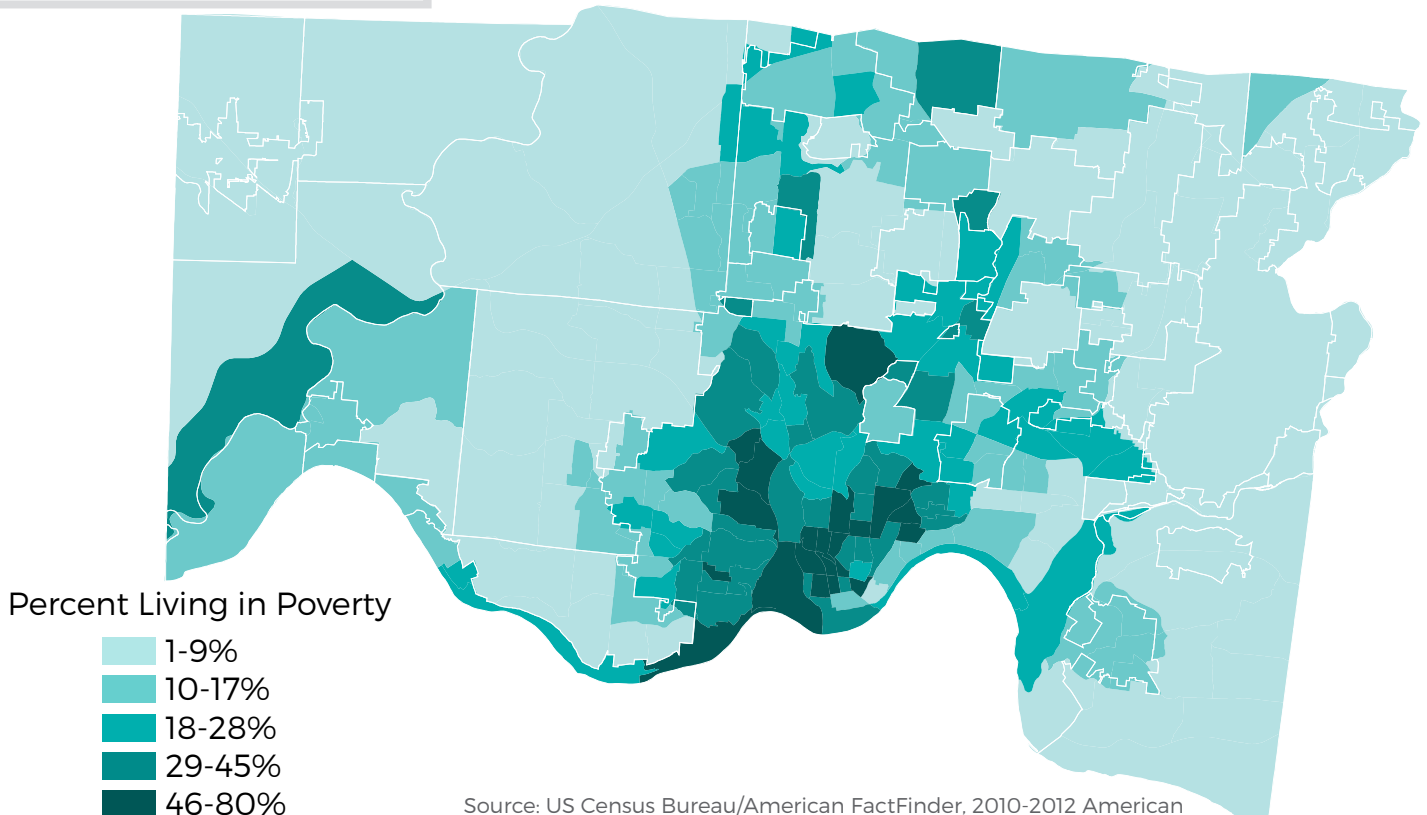 Percent Living in Poverty
1-9%
10-17%
18-28%
29-45%
46-80%
Source: US Census Bureau/American FactFinder, 2010-2012 American